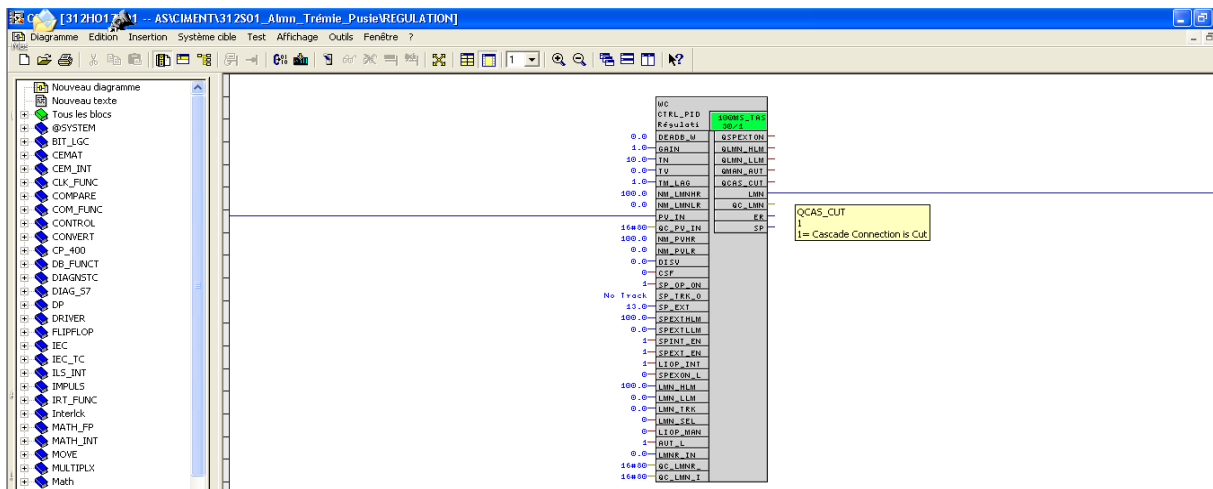 [312HO1 1 -- AS\CIMENT\312S01_Almn_Trémie_Pusie\REGULATION]
Diagramme Edition Insertion Système cible Test Affichage Outils Fenêtre ?
1
Nouveau diagramme
Nouveau texte
Tous les blocs
@SYSTEM
BIT_LGC
CEMAT
CEM_INT
CLK_FUNC
COMPARE
COM_FUNC
CONTROL
CONVERT
CP_400
DB_FUNCT
DIAGNSTC
DIAG_S7
DP
DRIVER
FLIPFLOP
IEC
IEC_TC
ILS_INT
IMPULS
IRT_FUNC
Interlck
MATH_FP
MATH_INT
MOVE
MULTIPLX
Math
WC
CTRL_PID 100MS_TAS
Régulati 30/1
0.0 DEADB_W QSPEXTON
1.0 GAIN QLMN_HLM
10.0 TN QLMN_LLM
0.0 TV QMAN_AUT
1.0 TM_LAG QCAS_CUT
100.0 NM_LMNHR LMN
0.0 NM_LMNLR QC_LMN
PV_IN ER
16#80 QC_PV_IN SP
100.0 NM_PVHR
0.0 NM_PVLR
0.0 DISV
0 CSF
1 SP_OP_ON
No Track SP_TRK_O
13.0 SP_EXT
100.0 SPEXTHLM
0.0 SPEXTLLM
1 SPINT_EN
1 SPEXT_EN
1 LIOP_INT
0 SPEXON_L
100.0 LMN_HLM
0.0 LMN_LLM
0.0 LMN_TRK
0 LMN_SEL
0 LIOP_MAN
1 AUT_L
0.0 LMNR_IN
16#80 QC_LMNR_
16#80 QC_LMN_I
QCAS_CUT
1
1= Cascade Connection is Cut